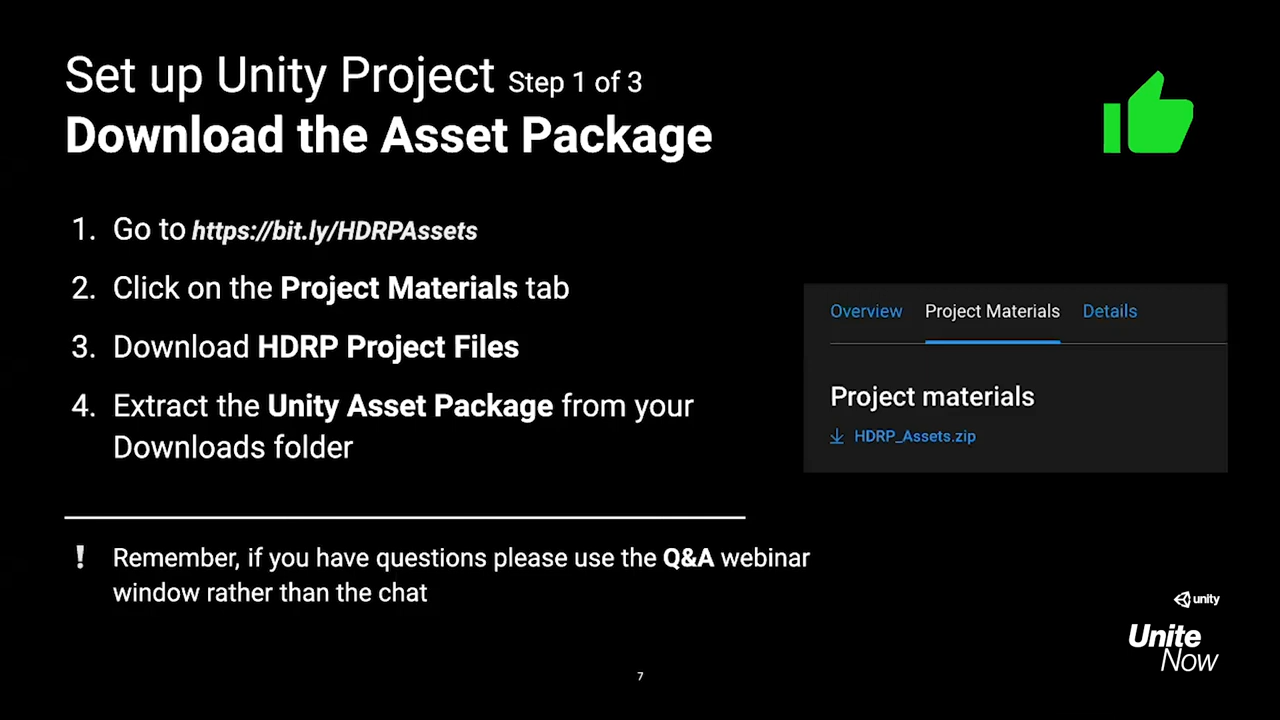 Set up Unity Project Step 1 of 3
Download the Asset Package
1. Go to https://bit.ly/HDRPAssets
2. Click on the Project Materials tab
3. Download HDRP Project Files
4. Extract the Unity Asset Package from your
Downloads folder
Overview Project Materials Details
Project materials
HDRP_Assets.zip
! Remember, if you have questions please use the Q&A webinar
window rather than the chat
unity
Unite
Now
7